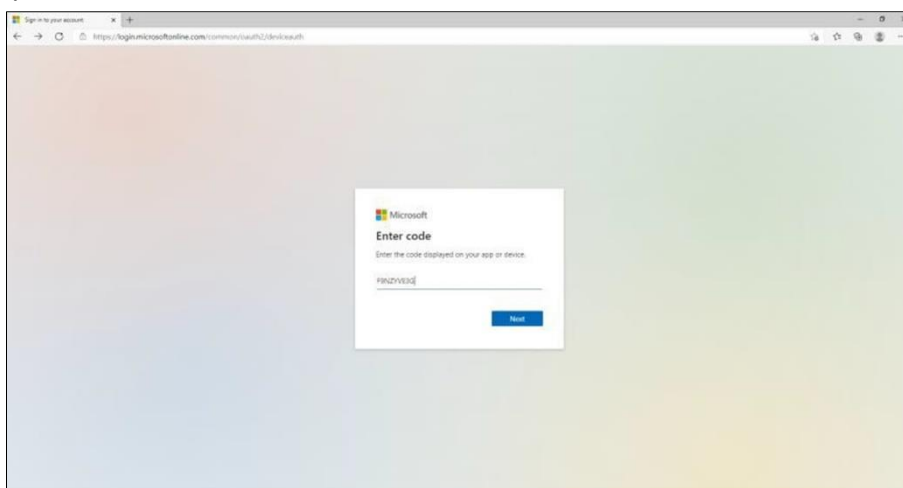 Sign in to your account
https://login.microsoftonline.com/common/oauth2/deviceauth
Microsoft
Enter code
Enter the code displayed on your app or device.
Next